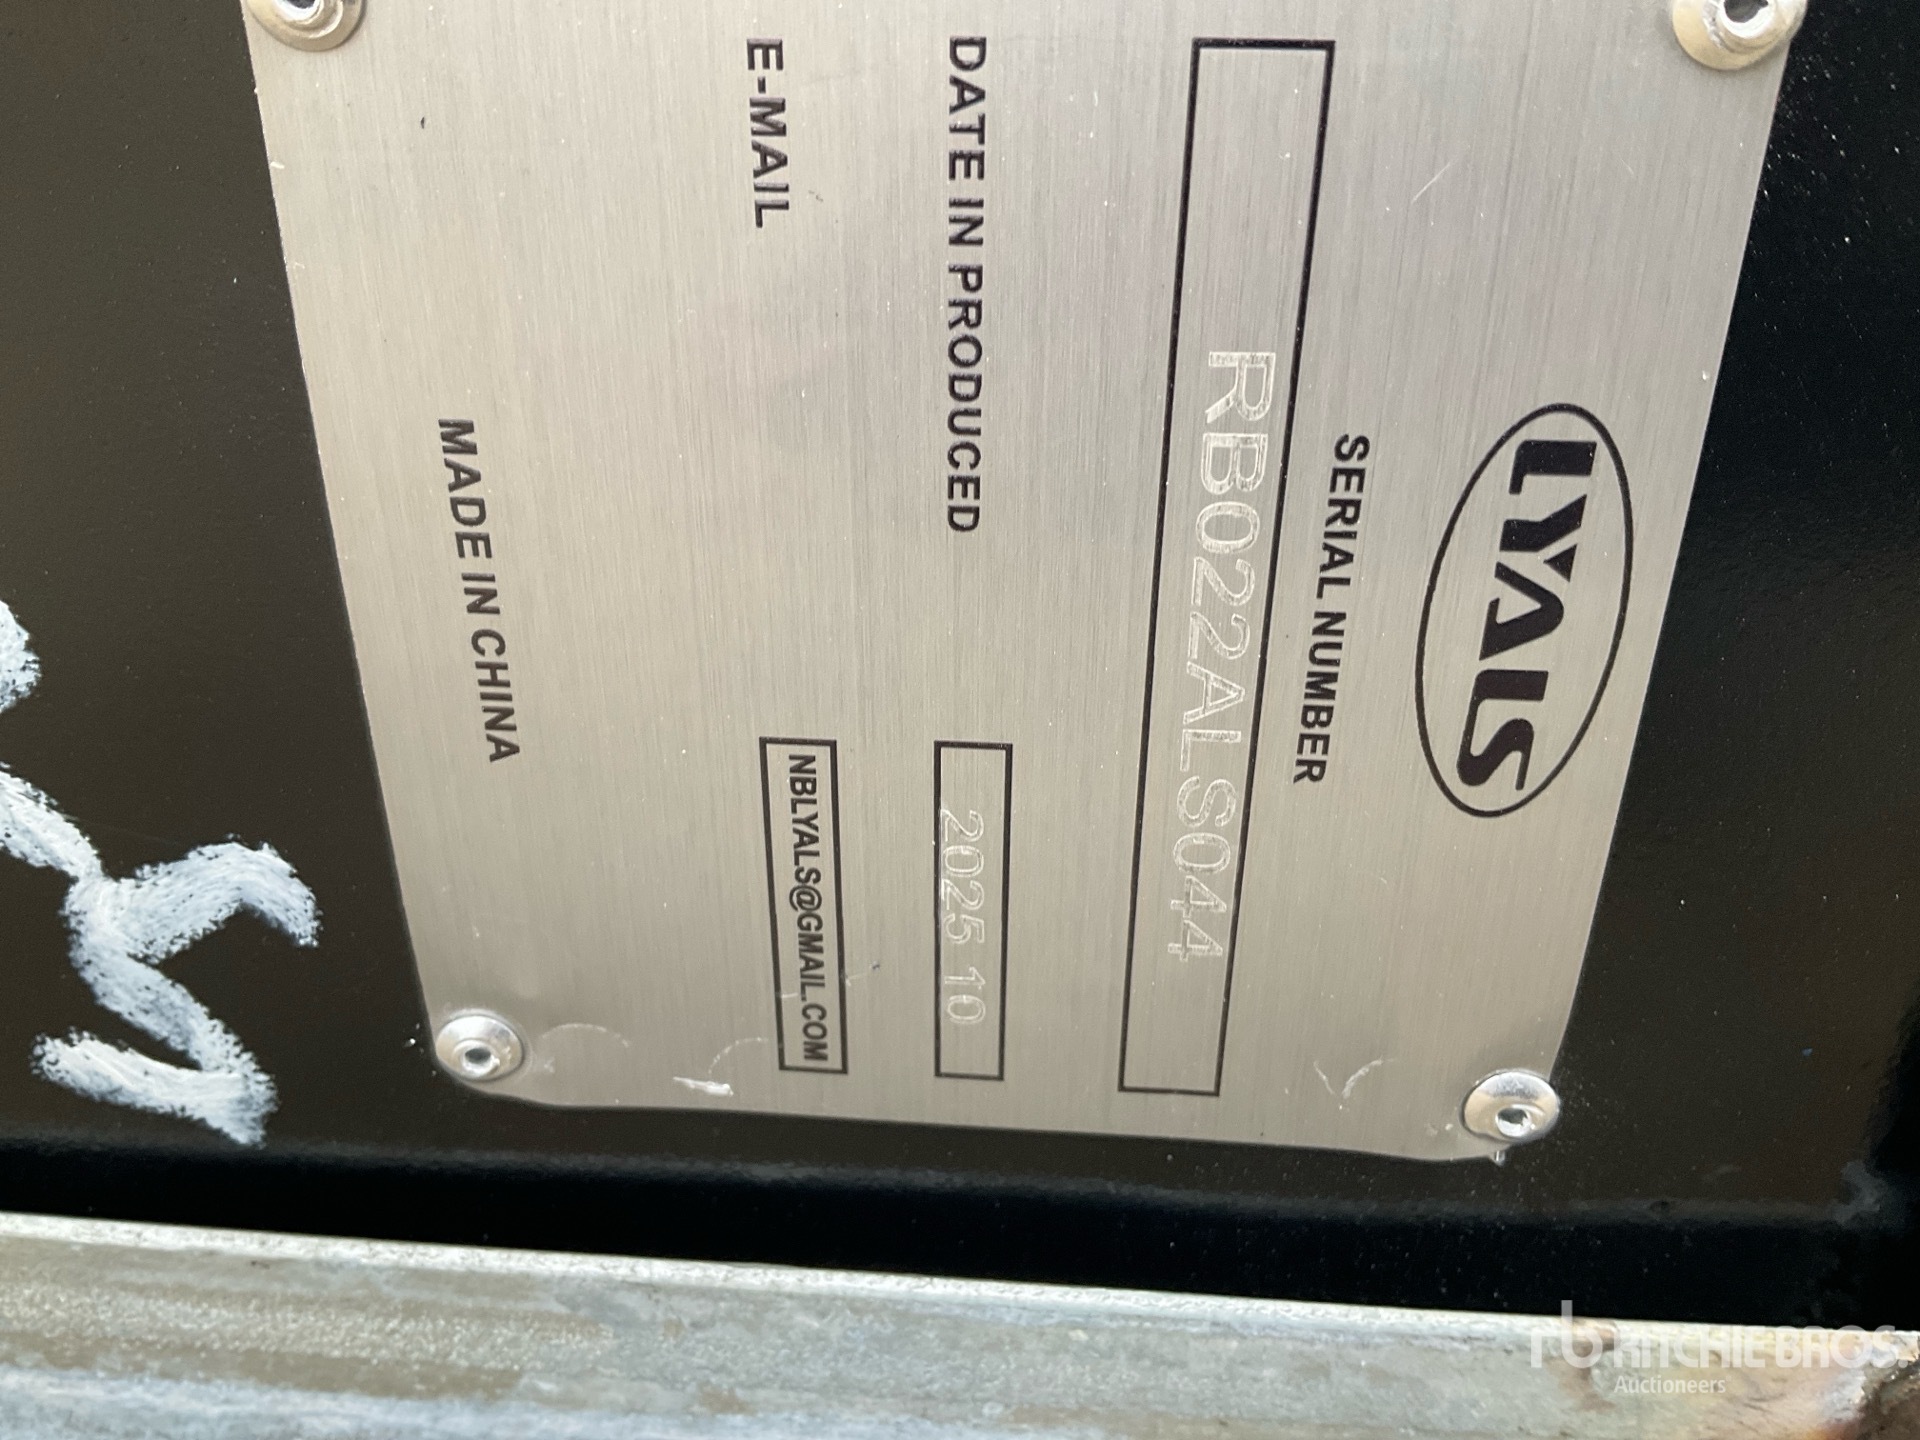 LYALS
SERIAL NUMBER
RB022ALS044
DATE IN PRODUCED 2025 10
E-MAIL NBLYALS@GMAIL.COM
MADE IN CHINA
rb RITCHIE BROS.
Auctioneers